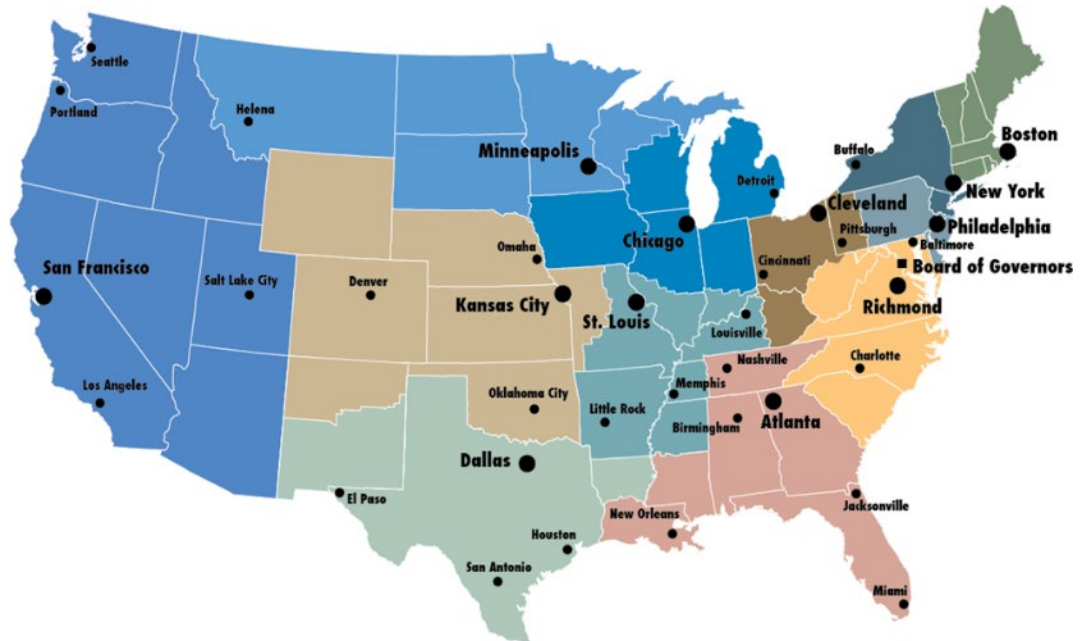 Seattle
Portland
Helena
Minneapolis
Buffalo
Boston
Detroit
New York
Cleveland
Chicago
Philadelphia
Pittsburgh
Baltimore
Omaha
Cincinnati
Board of Governors
San Francisco
Salt Lake City
Denver
Kansas City
St. Louis
Richmond
Louisville
Nashville
Charlotte
Los Angeles
Oklahoma City
Memphis
Little Rock
Birmingham
Atlanta
Dallas
El Paso
New Orleans
Jacksonville
Houston
San Antonio
Miami